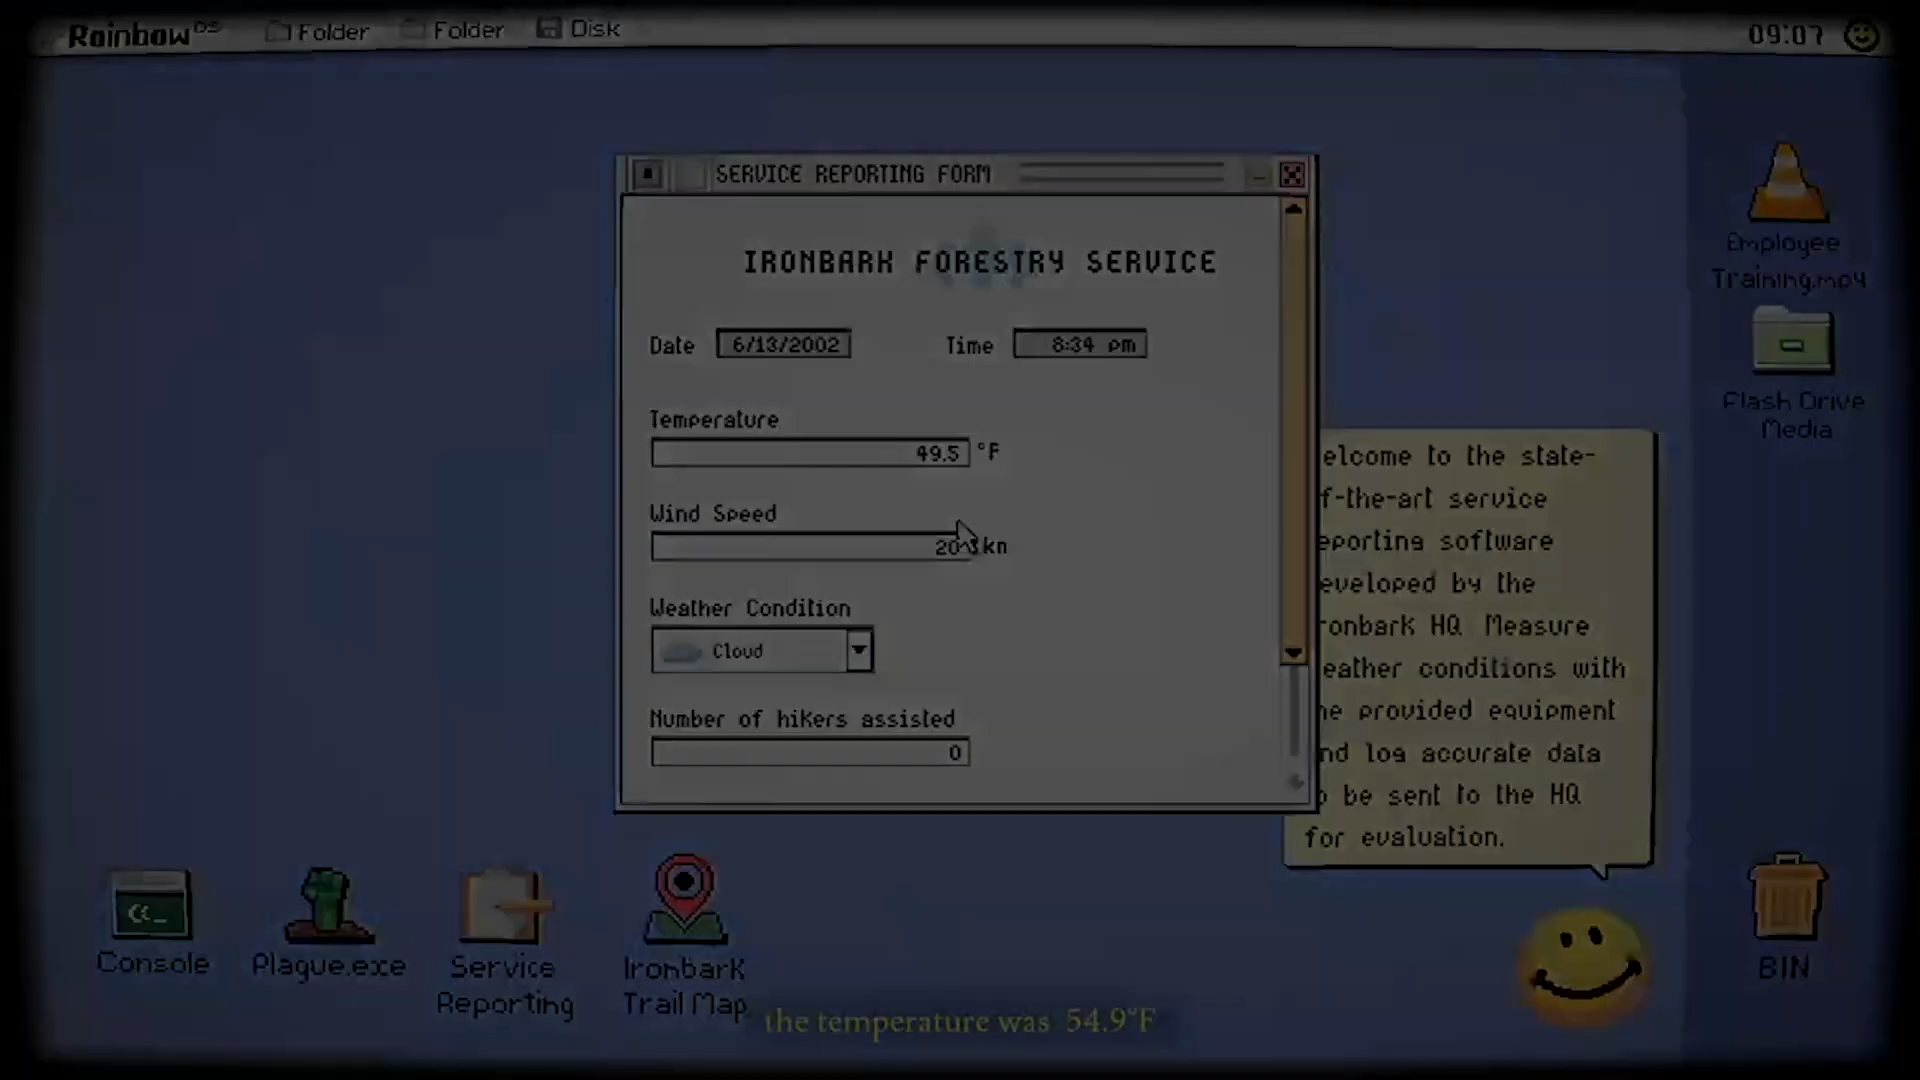 RainbowOS Folder Folder Disk 09:07
SERVICE REPORTING FORM
IRONBARK FORESTRY SERVICE
Date 6/13/2002 Time 8:34 pm
Temperature
49.5 °F
Wind Speed
kn
Weather Condition
Cloud
Number of hikers assisted
0
elcome to the state-
f-the-art service
eporting software
eveloped by the
ronbark HQ. Measure
eather conditions with
he provided equipment
nd log accurate data
o be sent to the HQ
for evaluation.
Employee
Training.mp4
Flash Drive
Media
Console
Plague.exe
Service
Reporting
Ironbark
Trail Map
BIN
the temperature was 54.9°F